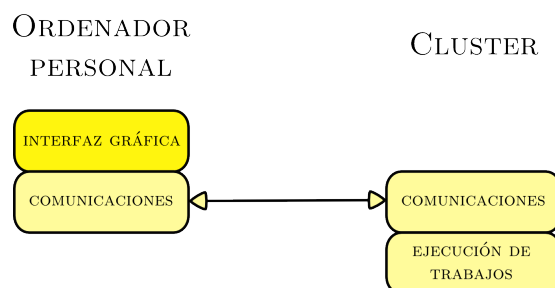 Ordenador
personal
Cluster
interfaz gráfica
comunicaciones
comunicaciones
ejecución de
trabajos